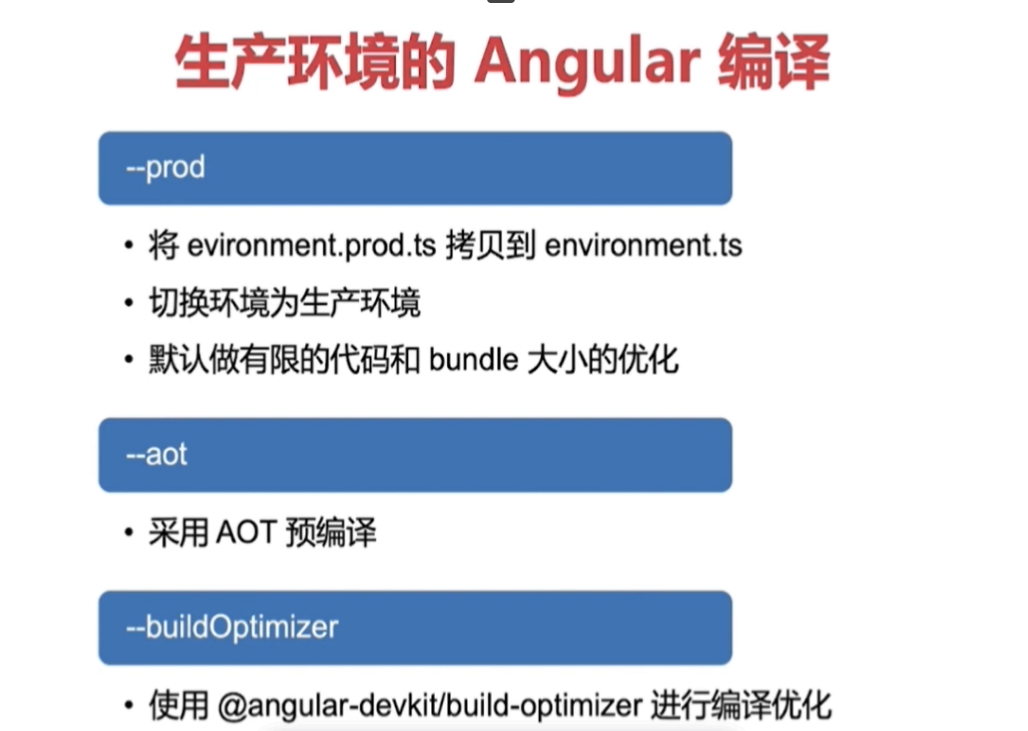 生产环境的 Angular 编译
--prod
• 将 evironment.prod.ts 拷贝到 environment.ts
• 切换环境为生产环境
• 默认做有限的代码和 bundle 大小的优化
--aot
• 采用 AOT 预编译
--buildOptimizer
• 使用 @angular-devkit/build-optimizer 进行编译优化